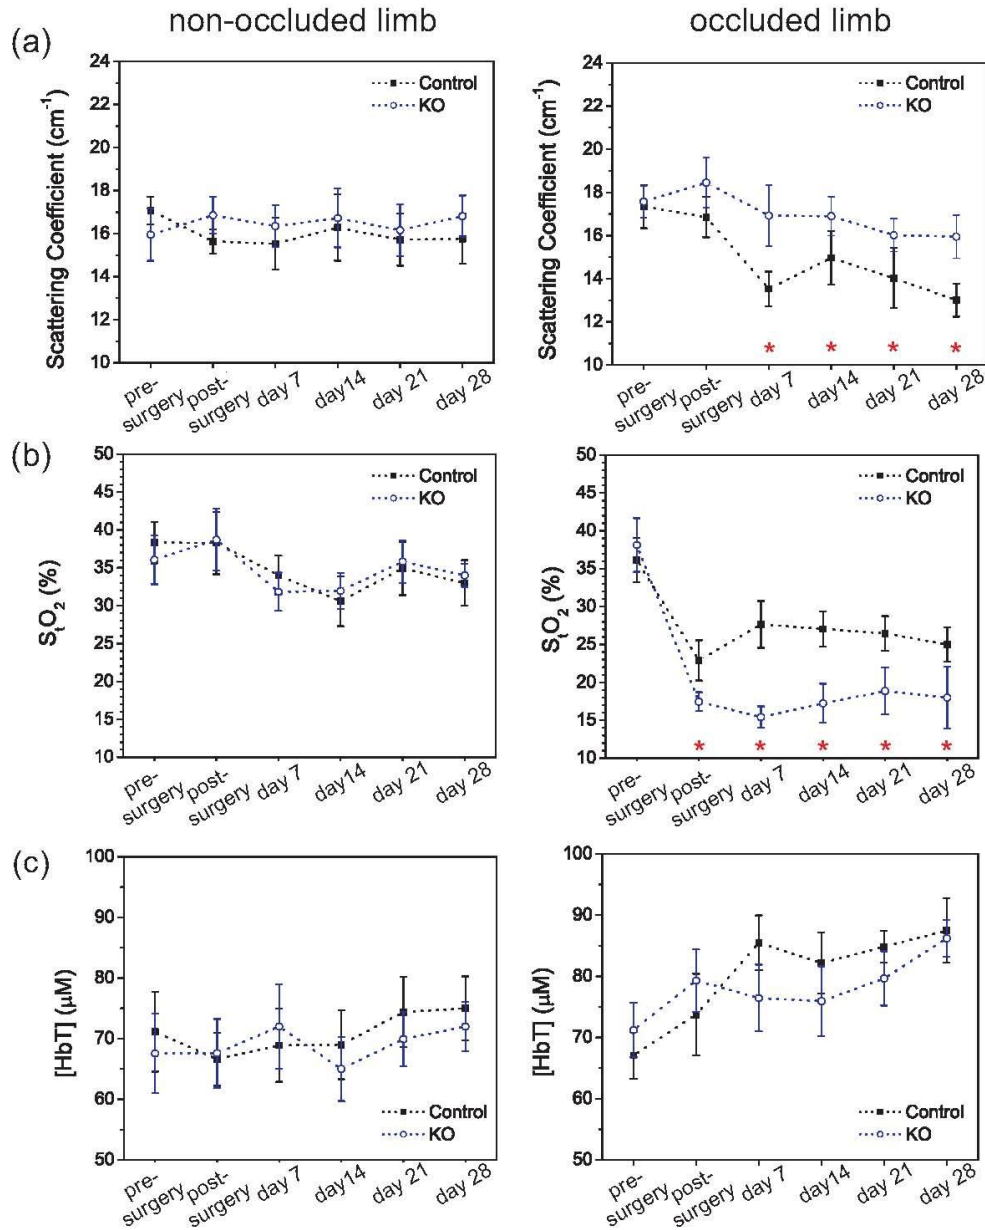 non-occluded limb
occluded limb
(a)
Scattering Coefficient (cm⁻¹)
24
22
20
18
16
14
12
10
Control
KO
pre-surgery
post-surgery
day 7
day14
day 21
day 28
Scattering Coefficient (cm⁻¹)
24
22
20
18
16
14
12
10
Control
KO
*
*
*
*
pre-surgery
post-surgery
day 7
day 14
day 21
day 28
(b)
StO2 (%)
50
45
40
35
30
25
20
15
10
Control
KO
pre-surgery
post-surgery
day 7
day14
day 21
day 28
StO2 (%)
50
45
40
35
30
25
20
15
10
Control
KO
*
*
*
*
*
pre-surgery
post-surgery
day 7
day 14
day 21
day 28
(c)
[HbT] (μM)
100
90
80
70
60
50
Control
KO
pre-surgery
post-surgery
day 7
day14
day 21
day 28
[HbT] (μM)
100
90
80
70
60
50
Control
KO
pre-surgery
post-surgery
day 7
day 14
day 21
day 28